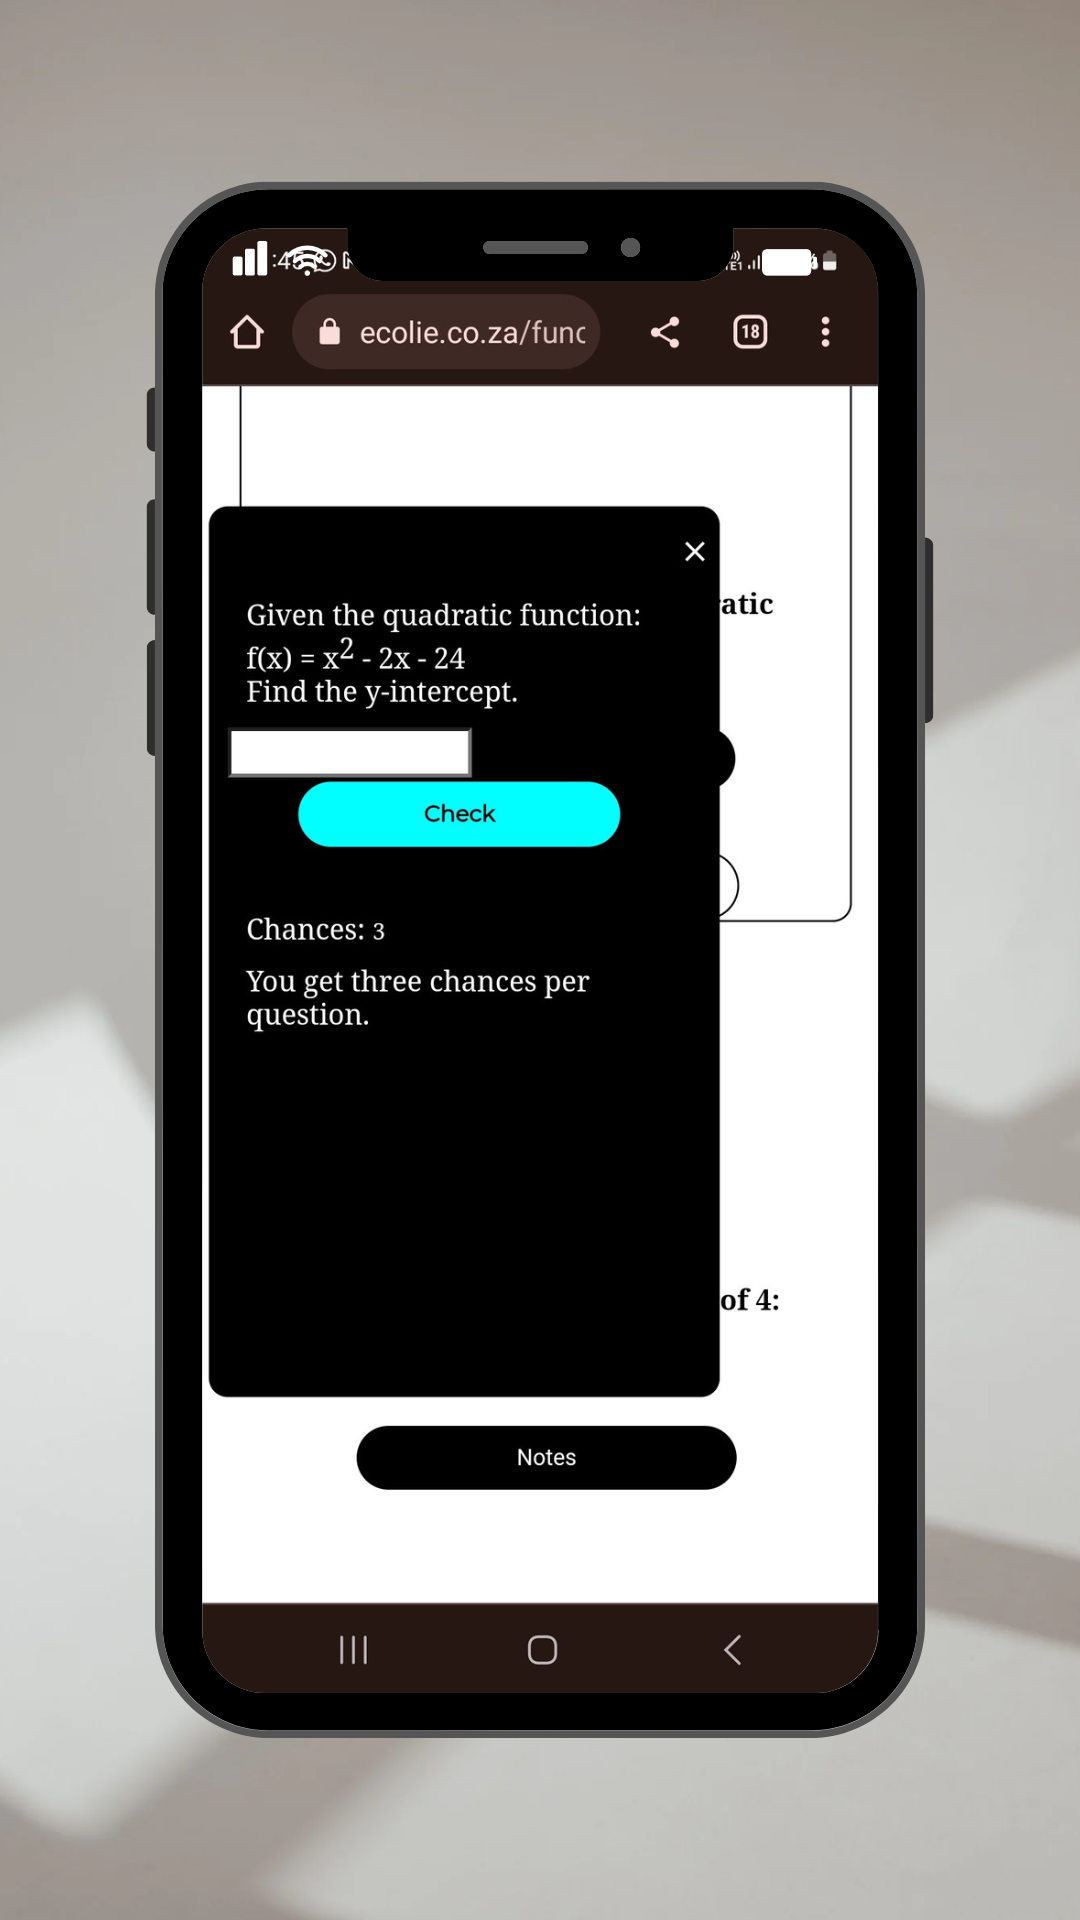 ecolie.co.za/func
18
atic
Given the quadratic function:
f(x) = x² - 2x - 24
Find the y-intercept.
Check
Chances: 3
You get three chances per
question.
of 4:
Notes